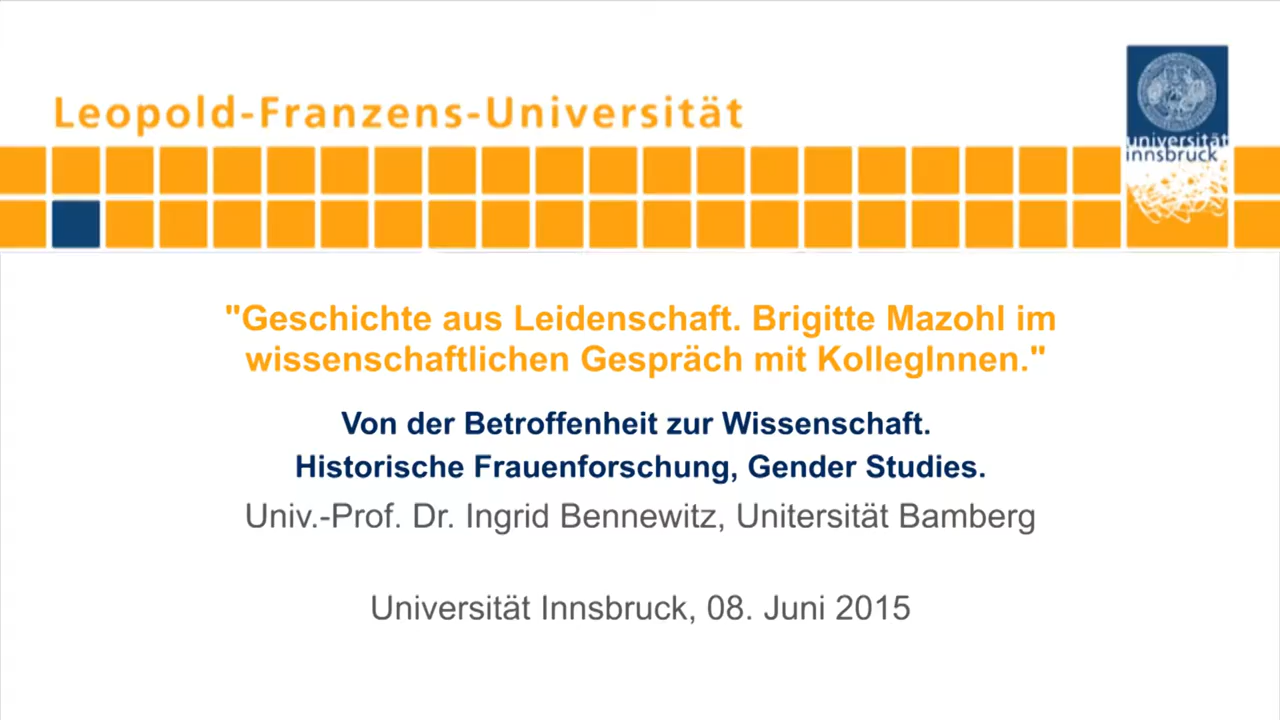 Leopold-Franzens-Universität
universität
innsbruck
"Geschichte aus Leidenschaft. Brigitte Mazohl im
wissenschaftlichen Gespräch mit KollegInnen."
Von der Betroffenheit zur Wissenschaft.
Historische Frauenforschung, Gender Studies.
Univ.-Prof. Dr. Ingrid Bennewitz, Unitersität Bamberg
Universität Innsbruck, 08. Juni 2015